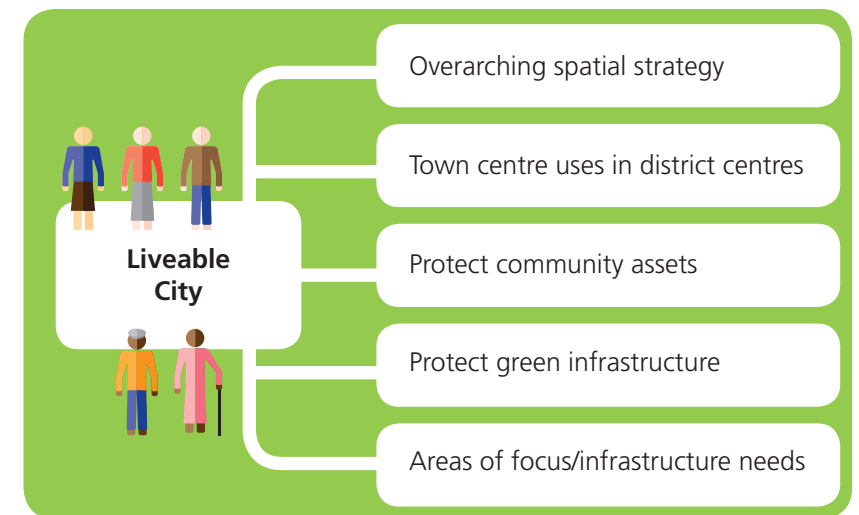 Liveable
City
Overarching spatial strategy
Town centre uses in district centres
Protect community assets
Protect green infrastructure
Areas of focus/infrastructure needs